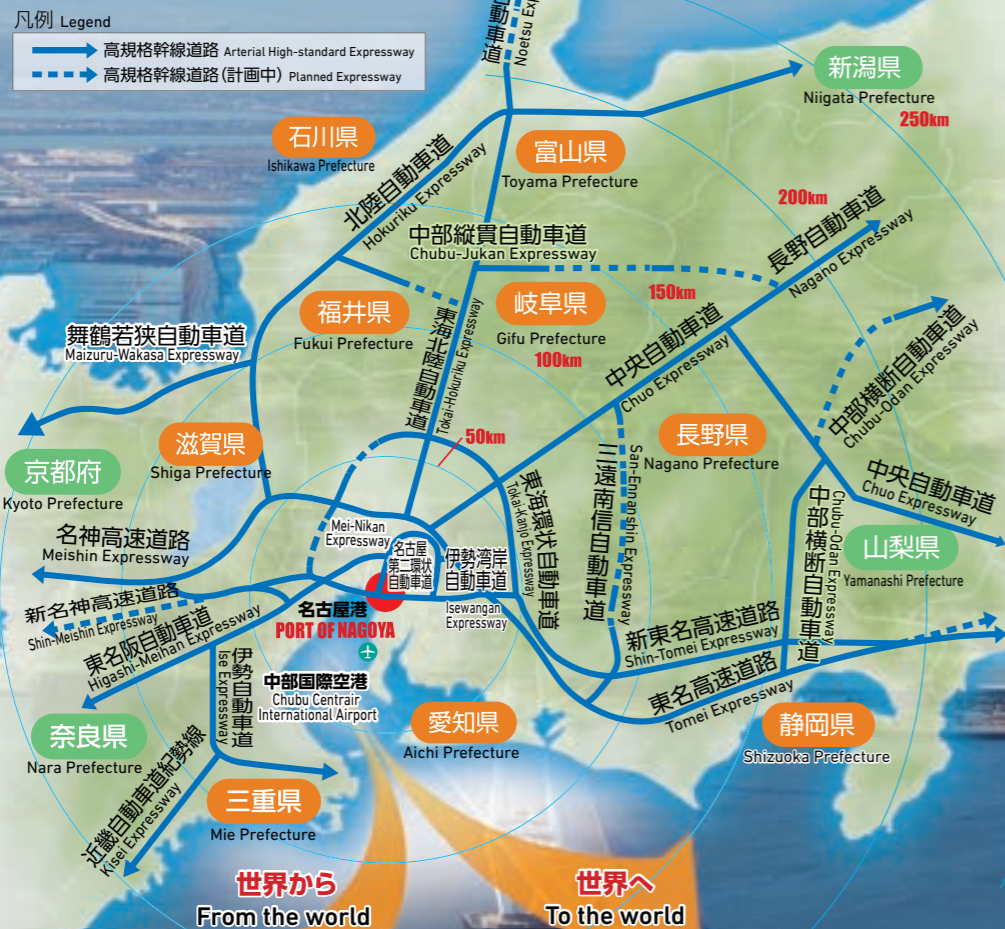 凡例 Legend
高規格幹線道路 Arterial High-standard Expressway
高規格幹線道路(計画中) Planned Expressway
動車道
Noetsu
新潟県
Niigata Prefecture
250km
石川県
Ishikawa Prefecture
富山県
Toyama Prefecture
北陸自動車道
Hokuriku Expressway
200km
長野自動車道
Nagano Expressway
中部縦貫自動車道
Chubu-Jukan Expressway
150km
福井県
Fukui Prefecture
岐阜県
Gifu Prefecture
100km
東海北陸自動車道
Tokai-Hokuriku Expressway
舞鶴若狭自動車道
Maizuru-Wakasa Expressway
中央自動車道
Chuo Expressway
中部横断自動車道
Chubu-Odan Expressway
滋賀県
Shiga Prefecture
50km
長野県
Nagano Prefecture
京都府
Kyoto Prefecture
三遠南信自動車道
San-Ennanshin Expressway
東海環状自動車道
Tokai-Kanjo Expressway
中央自動車道
Chuo Expressway
中部横断自動車道
Chubu-Odan Expressway
名神高速道路
Meishin Expressway
Mei-Nikan
Expressway
名古屋
第二環状
自動車道
伊勢湾岸
自動車道
Isewangan
Expressway
山梨県
Yamanashi Prefecture
新名神高速道路
Shin-Meishin Expressway
名古屋港
PORT OF NAGOYA
東名阪自動車道
Higashi-Meihan Expressway
新東名高速道路
Shin-Tomei Expressway
伊勢自動車道
Ise Expressway
中部国際空港
Chubu Centrair
International Airport
東名高速道路
Tomei Expressway
愛知県
Aichi Prefecture
静岡県
Shizuoka Prefecture
奈良県
Nara Prefecture
近畿自動車道紀勢線
Kisei Expressway
三重県
Mie Prefecture
世界から
From the world
世界へ
To the world